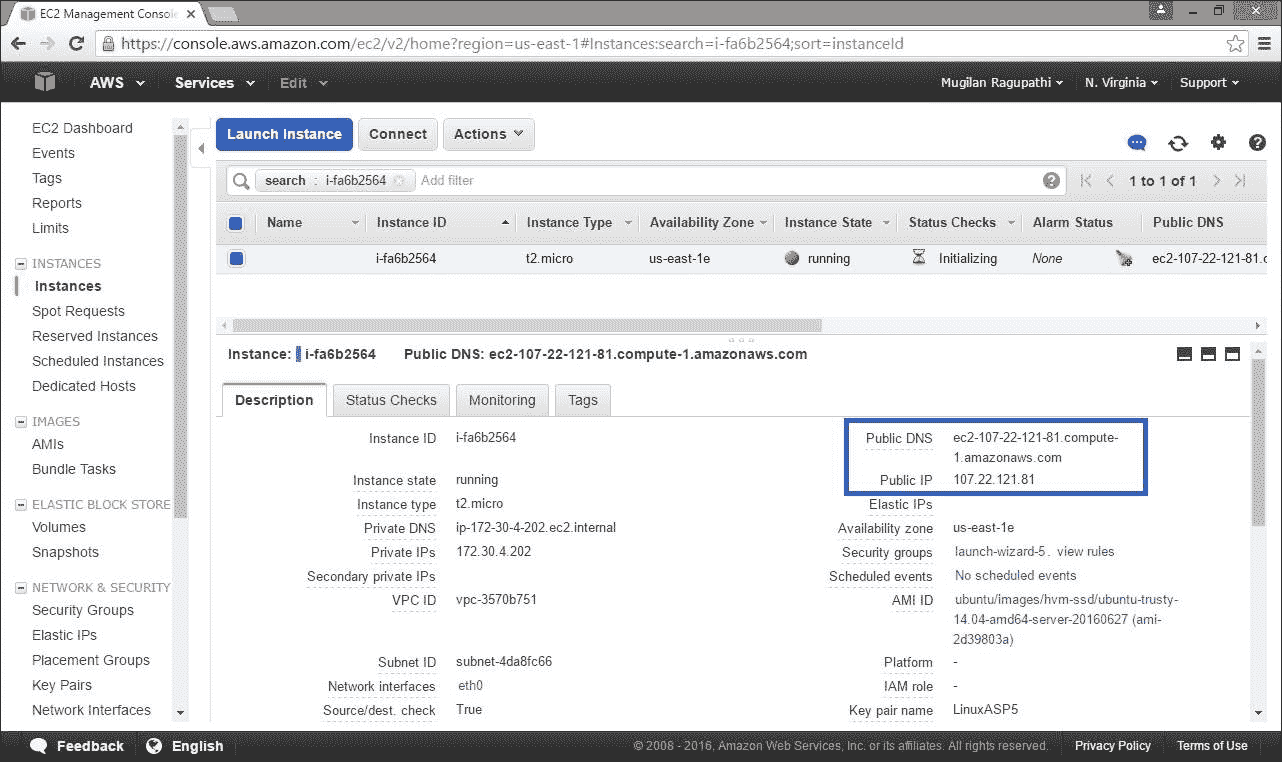 EC2 Management Consol
https://console.aws.amazon.com/ec2/v2/home?region=us-east-1#Instances:search=i-fa6b2564;sort=instanceId
AWS Services Edit Mugilan Ragupathi N. Virginia Support
EC2 Dashboard
Events
Tags
Reports
Limits
INSTANCES
Instances
Spot Requests
Reserved Instances
Scheduled Instances
Dedicated Hosts
IMAGES
AMIs
Bundle Tasks
ELASTIC BLOCK STORE
Volumes
Snapshots
NETWORK & SECURITY
Security Groups
Elastic IPs
Placement Groups
Key Pairs
Network Interfaces
Launch Instance Connect Actions
search : i-fa6b2564 Add filter 1 to 1 of 1
Name Instance ID Instance Type Availability Zone Instance State Status Checks Alarm Status Public DNS
i-fa6b2564 t2.micro us-east-1e running Initializing None ec2-107-22-121-81.c
Instance: i-fa6b2564 Public DNS: ec2-107-22-121-81.compute-1.amazonaws.com
Description Status Checks Monitoring Tags
Instance ID i-fa6b2564
Instance state running
Instance type t2.micro
Private DNS ip-172-30-4-202.ec2.internal
Private IPs 172.30.4.202
Secondary private IPs
VPC ID vpc-3570b751
Subnet ID subnet-4da8fc66
Network interfaces eth0
Source/dest. check True
Public DNS ec2-107-22-121-81.compute-
1.amazonaws.com
Public IP 107.22.121.81
Elastic IPs
Availability zone us-east-1e
Security groups launch-wizard-5. view rules
Scheduled events No scheduled events
AMI ID ubuntu/images/hvm-ssd/ubuntu-trusty-
14.04-amd64-server-20160627 (ami-
2d39803a)
Platform -
IAM role -
Key pair name LinuxASP5
Feedback English © 2008 - 2016, Amazon Web Services, Inc. or its affiliates. All rights reserved. Privacy Policy Terms of Use